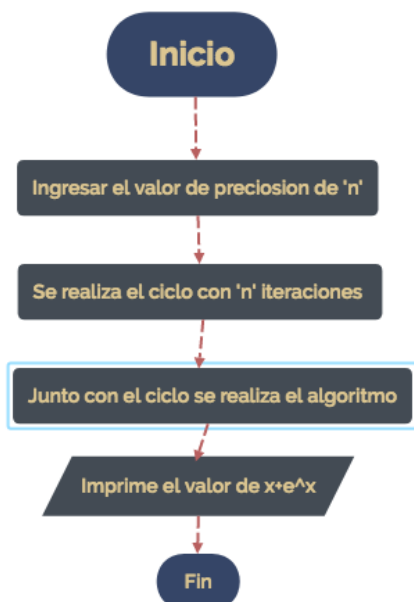 Inicio
Ingresar el valor de preciosion de 'n'
Se realiza el ciclo con 'n' iteraciones
Junto con el ciclo se realiza el algoritmo
Imprime el valor de x+e^x
Fin